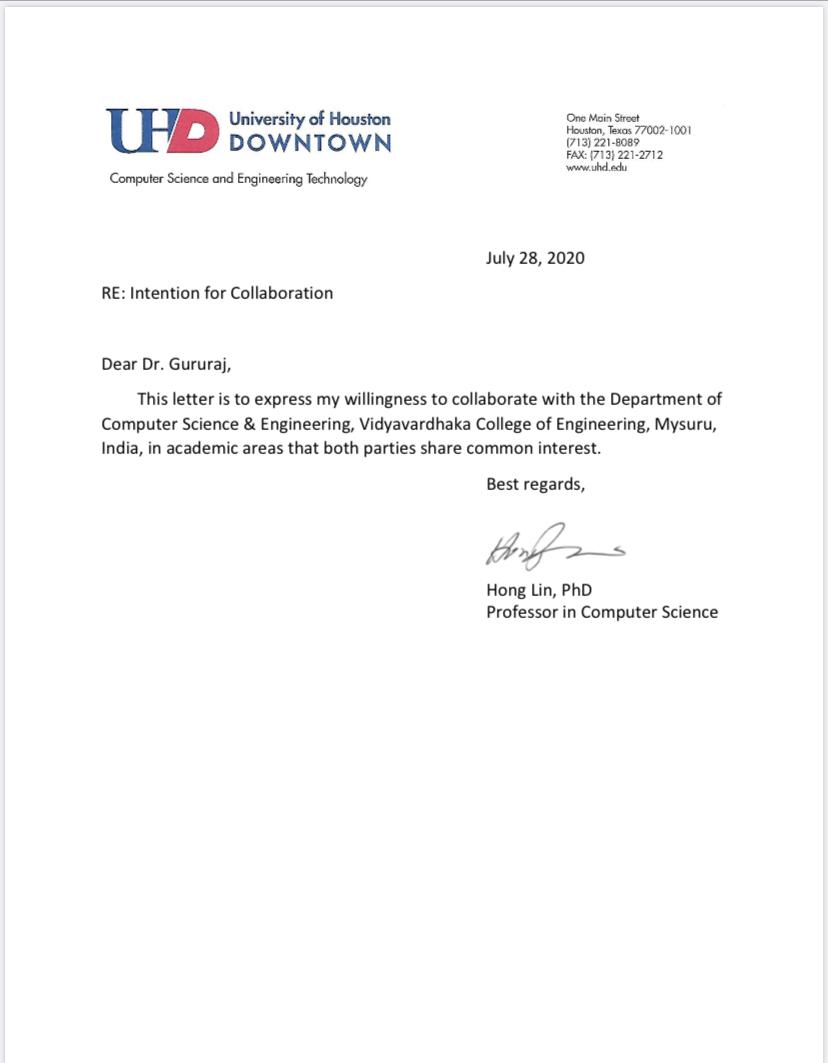 UHD University of Houston
DOWNTOWN
Computer Science and Engineering Technology
One Main Street
Houston, Texas 77002-1001
(713) 221-8089
FAX: (713) 221-2712
www.uhd.edu
July 28, 2020
RE: Intention for Collaboration
Dear Dr. Gururaj,
This letter is to express my willingness to collaborate with the Department of
Computer Science & Engineering, Vidyavardhaka College of Engineering, Mysuru,
India, in academic areas that both parties share common interest.
Best regards,
Hong Lin, PhD
Professor in Computer Science